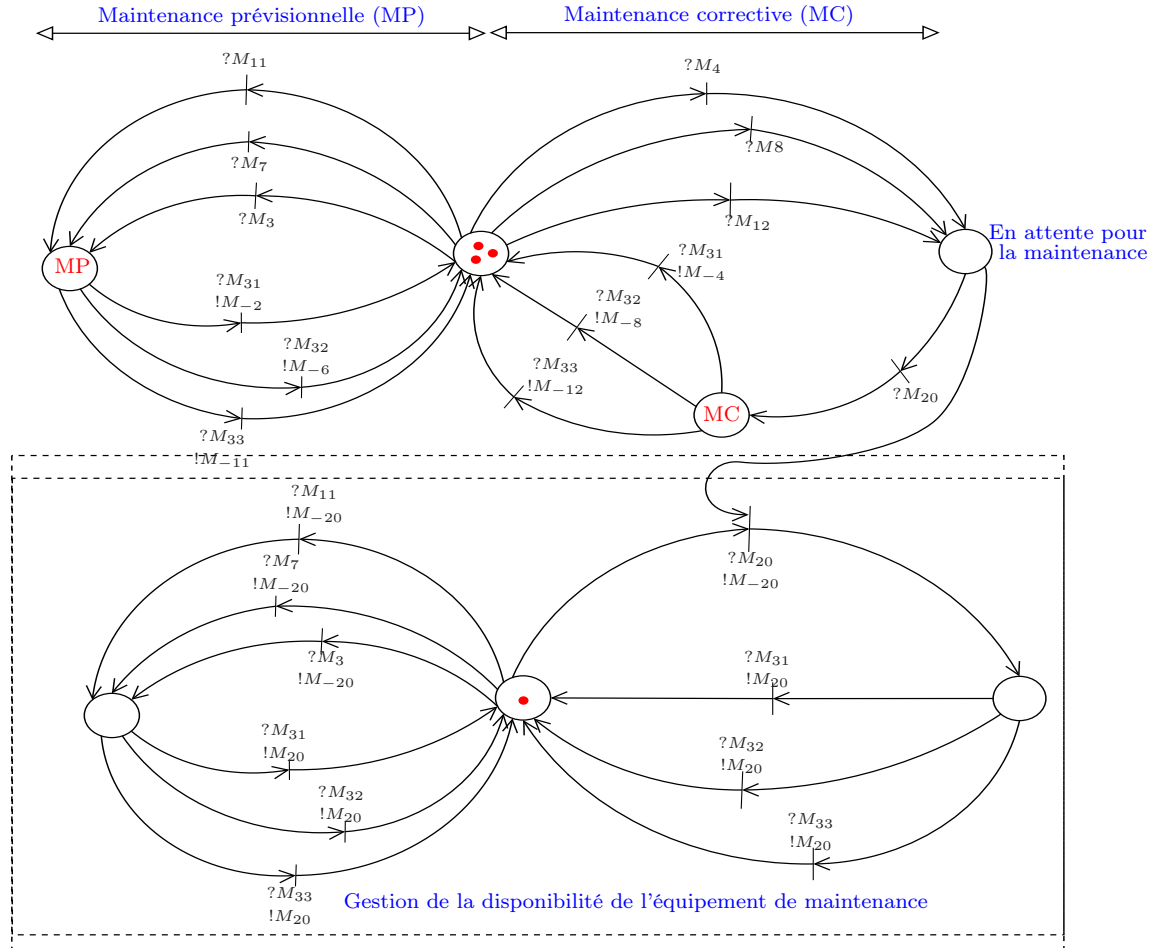 Maintenance prévisionnelle (MP)
Maintenance corrective (MC)
?M₁₁
?M₄
?M8
?M₇
?M₃
?M₁₂
En attente pour
la maintenance
MP
?M₃₁
!M₋₄
?M₃₁
!M₋₂
?M₃₂
!M₋₈
?M₃₂
!M₋₆
?M₃₃
!M₋₁₂
?M₂₀
MC
?M₃₃
!M₋₁₁
?M₁₁
!M₋₂₀
?M₇
!M₋₂₀
?M₂₀
!M₋₂₀
?M₃
!M₋₂₀
?M₃₁
!M₂₀
?M₃₁
!M₂₀
?M₃₂
!M₂₀
?M₃₂
!M₂₀
?M₃₃
!M₂₀
?M₃₃
!M₂₀
Gestion de la disponibilité de l'équipement de maintenance